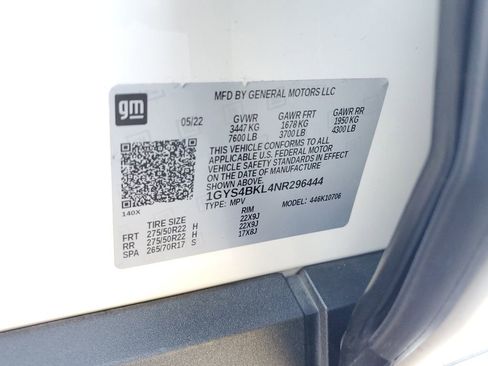 gm
MFD BY GENERAL MOTORS LLC
05/22 GVWR GAWR FRT GAWR RR
3447 KG 1678 KG 1950 KG
7600 LB 3700 LB 4300 LB
THIS VEHICLE CONFORMS TO ALL
APPLICABLE U.S. FEDERAL MOTOR
VEHICLE SAFETY STANDARDS IN EFFECT
ON THE DATE OF MANUFACTURE
SHOWN ABOVE.
1GYS4BKL4NR296444
TYPE: MPV MODEL: 446K10706
140X
TIRE SIZE RIM
FRT 275/50R22 H 22X9J
RR 275/50R22 H 22X9J
SPA 265/70R17 S 17X8J